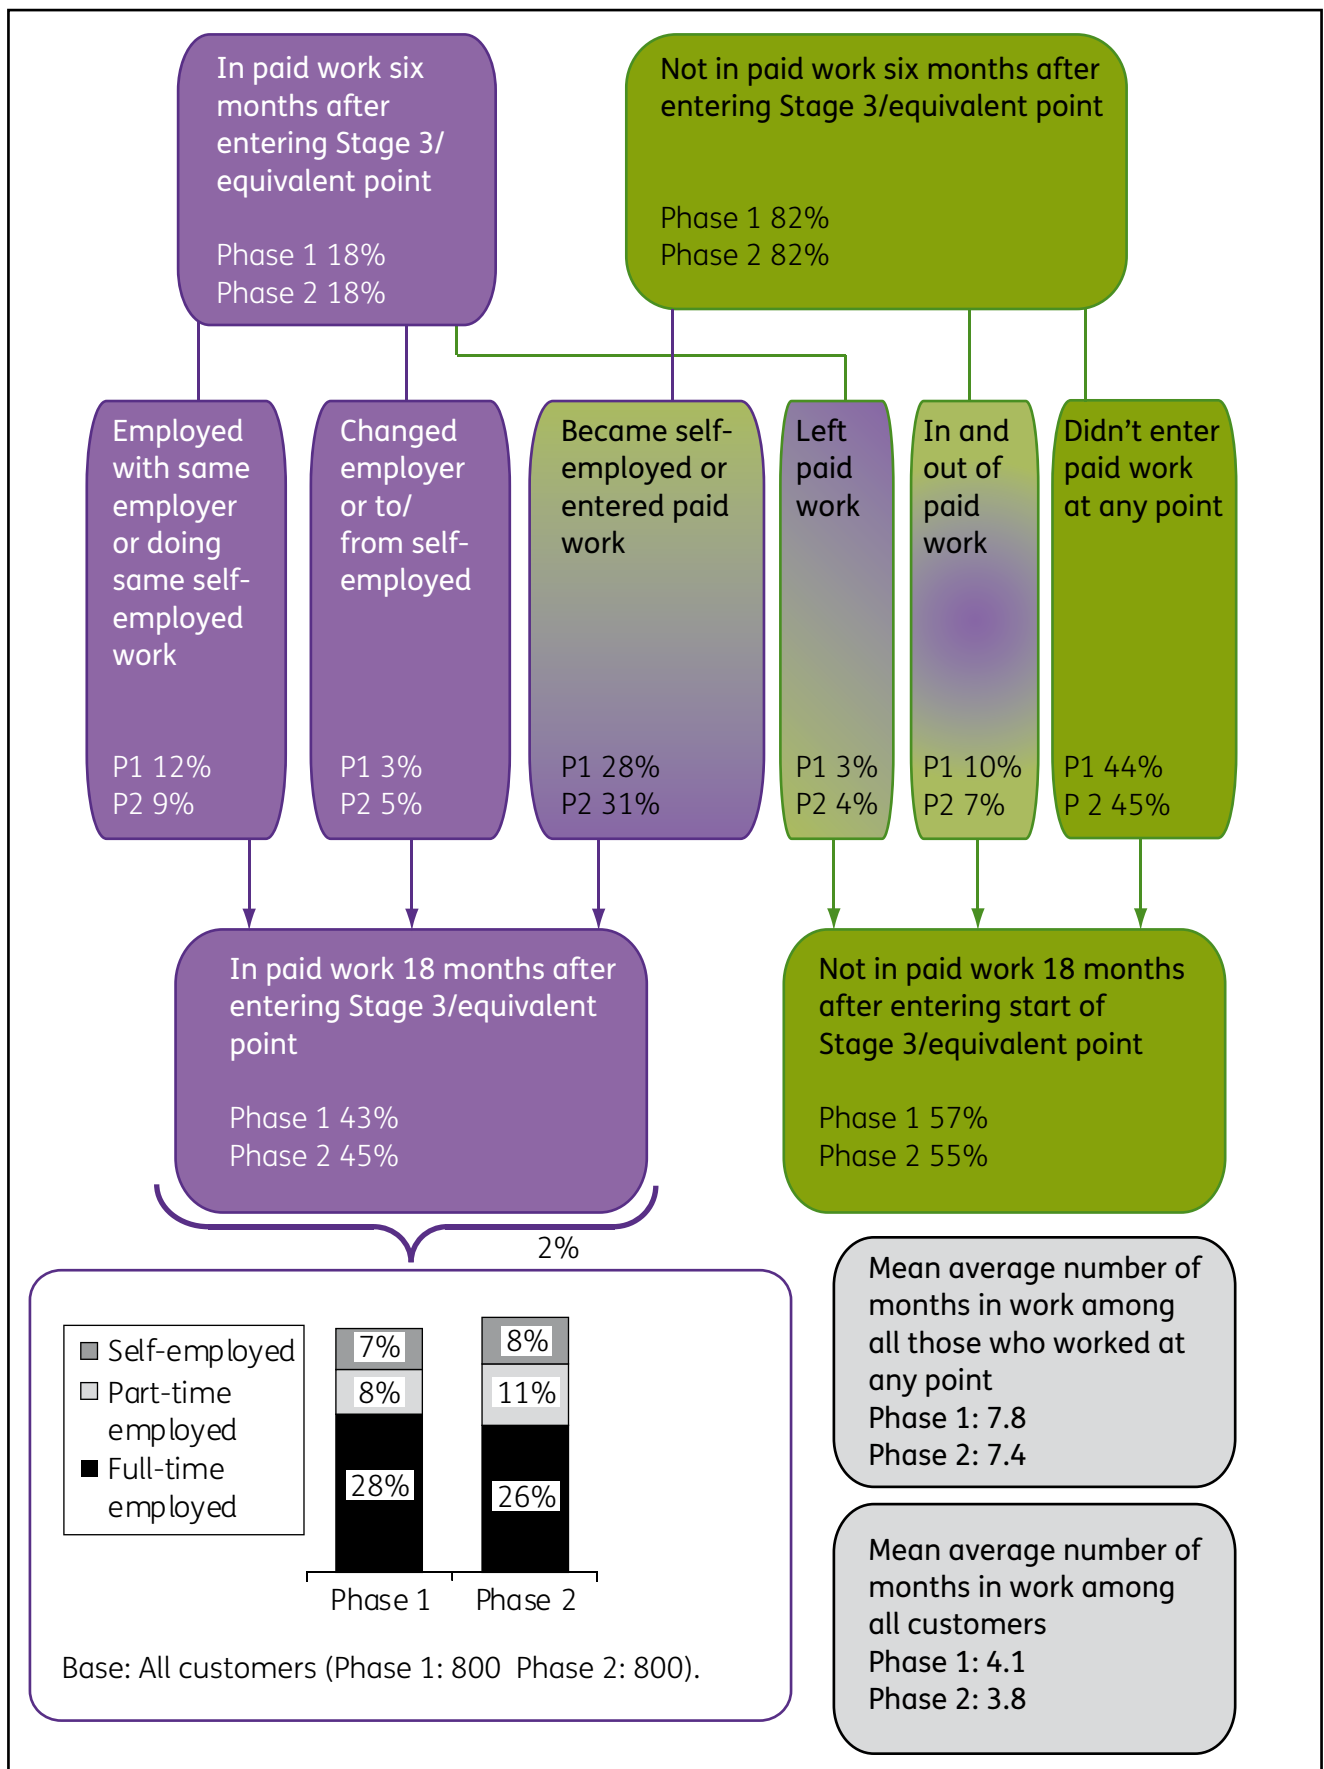 In paid work six
months after
entering Stage 3/
equivalent point
Phase 1 18%
Phase 2 18%
Not in paid work six months after
entering Stage 3/equivalent point
Phase 1 82%
Phase 2 82%
Employed
with same
employer
or doing
same self-
employed
work
P1 12%
P2 9%
Changed
employer
or to/
from self-
employed
P1 3%
P2 5%
Became self-
employed or
entered paid
work
P1 28%
P2 31%
Left
paid
work
P1 3%
P2 4%
In and
out of
paid
work
P1 10%
P2 7%
Didn't enter
paid work
at any point
P1 44%
P 2 45%
In paid work 18 months after
entering Stage 3/equivalent
point
Phase 1 43%
Phase 2 45%
Not in paid work 18 months
after entering start of
Stage 3/equivalent point
Phase 1 57%
Phase 2 55%
2%
Self-employed
Part-time
employed
Full-time
employed
7%
8%
28%
8%
11%
26%
Phase 1
Phase 2
Base: All customers (Phase 1: 800 Phase 2: 800).
Mean average number of
months in work among
all those who worked at
any point
Phase 1: 7.8
Phase 2: 7.4
Mean average number of
months in work among
all customers
Phase 1: 4.1
Phase 2: 3.8